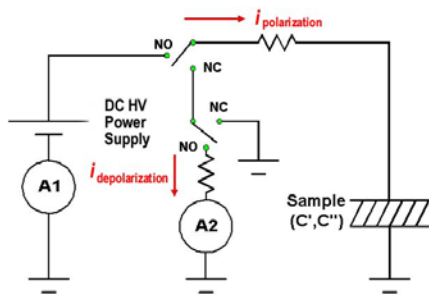 i polarization
NO
NC
DC HV
Power
Supply
NC
NO
i depolarization
A1
A2
Sample
(C',C'')